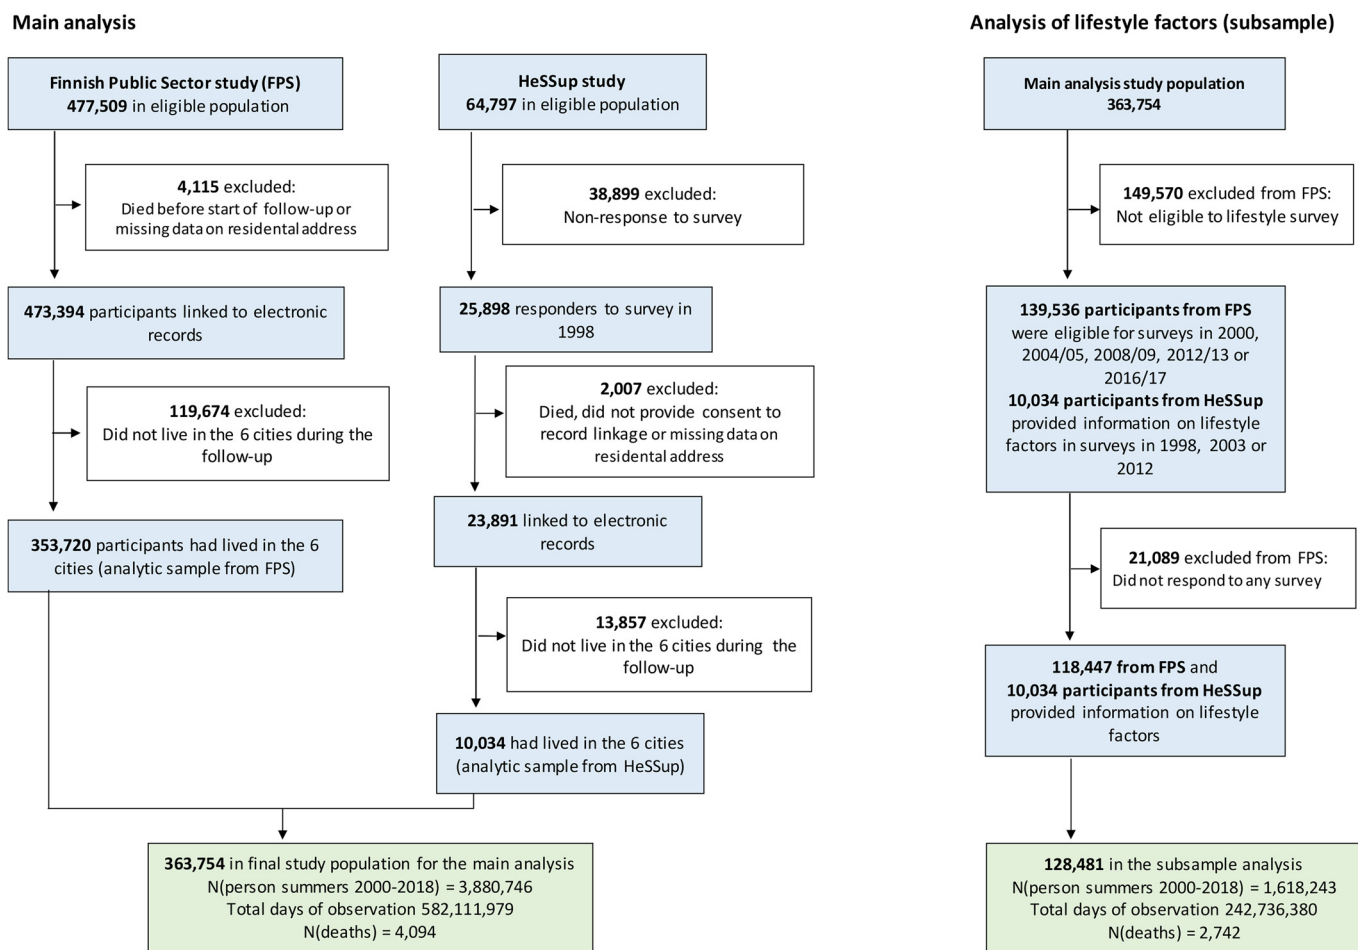 Main analysis
Finnish Public Sector study (FPS)
477,509 in eligible population
4,115 excluded:
Died before start of follow-up or
missing data on residental address
473,394 participants linked to electronic
records
119,674 excluded:
Did not live in the 6 cities during the
follow-up
353,720 participants had lived in the 6
cities (analytic sample from FPS)
HeSSup study
64,797 in eligible population
38,899 excluded:
Non-response to survey
25,898 responders to survey in
1998
2,007 excluded:
Died, did not provide consent to
record linkage or missing data on
residental address
23,891 linked to electronic
records
13,857 excluded:
Did not live in the 6 cities during the
follow-up
10,034 had lived in the 6 cities
(analytic sample from HeSSup)
363,754 in final study population for the main analysis
N(person summers 2000-2018) = 3,880,746
Total days of observation 582,111,979
N(deaths) = 4,094
Analysis of lifestyle factors (subsample)
Main analysis study population
363,754
149,570 excluded from FPS:
Not eligible to lifestyle survey
139,536 participants from FPS
were eligible for surveys in 2000,
2004/05, 2008/09, 2012/13 or
2016/17
10,034 participants from HeSSup
provided information on lifestyle
factors in surveys in 1998, 2003 or
2012
21,089 excluded from FPS:
Did not respond to any survey
118,447 from FPS and
10,034 participants from HeSSup
provided information on lifestyle
factors
128,481 in the subsample analysis
N(person summers 2000-2018) = 1,618,243
Total days of observation 242,736,380
N(deaths) = 2,742